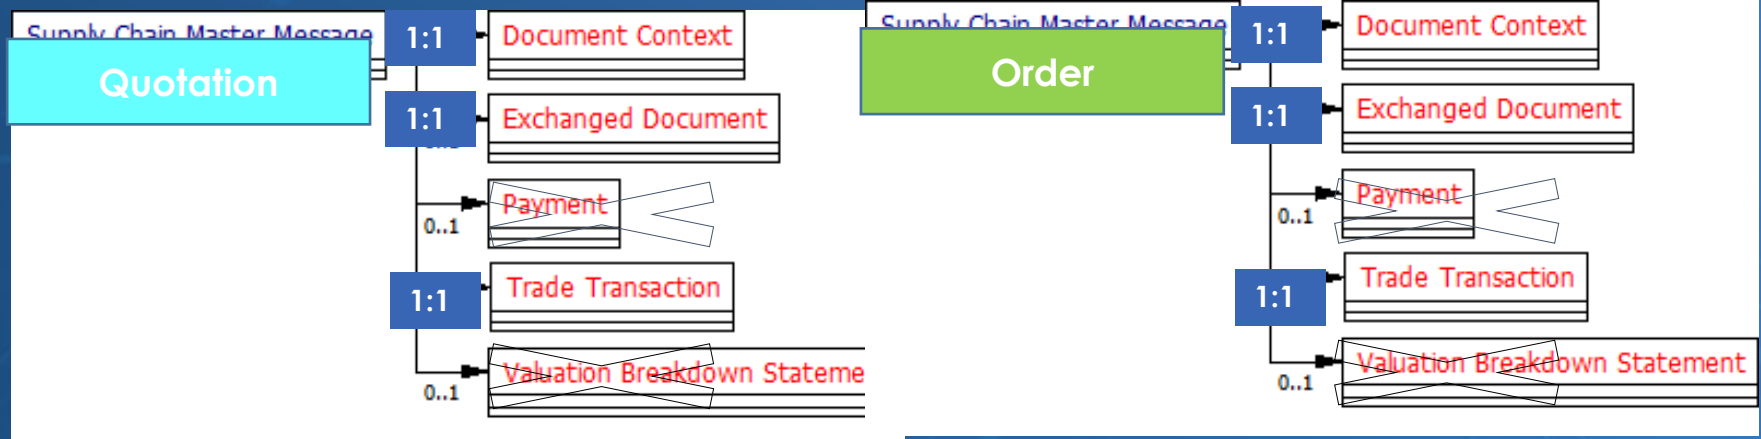 Supply Chain Master Message
Quotation
1:1
Document Context
1:1
Exchanged Document
Payment
0..1
1:1
Trade Transaction
Valuation Breakdown Stateme
0..1
Supply Chain Master Message
Order
1:1
Document Context
1:1
Exchanged Document
Payment
0..1
1:1
Trade Transaction
Valuation Breakdown Statement
0..1